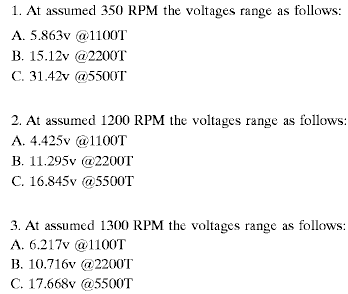 1. At assumed 350 RPM the voltages range as follows:
A. 5.863v @1100T
B. 15.12v @2200T
C. 31.42v @5500T
2. At assumed 1200 RPM the voltages range as follows:
A. 4.425v @1100T
B. 11.295v @2200T
C. 16.845v @5500T
3. At assumed 1300 RPM the voltages range as follows:
A. 6.217v @1100T
B. 10.716v @2200T
C. 17.668v @5500T